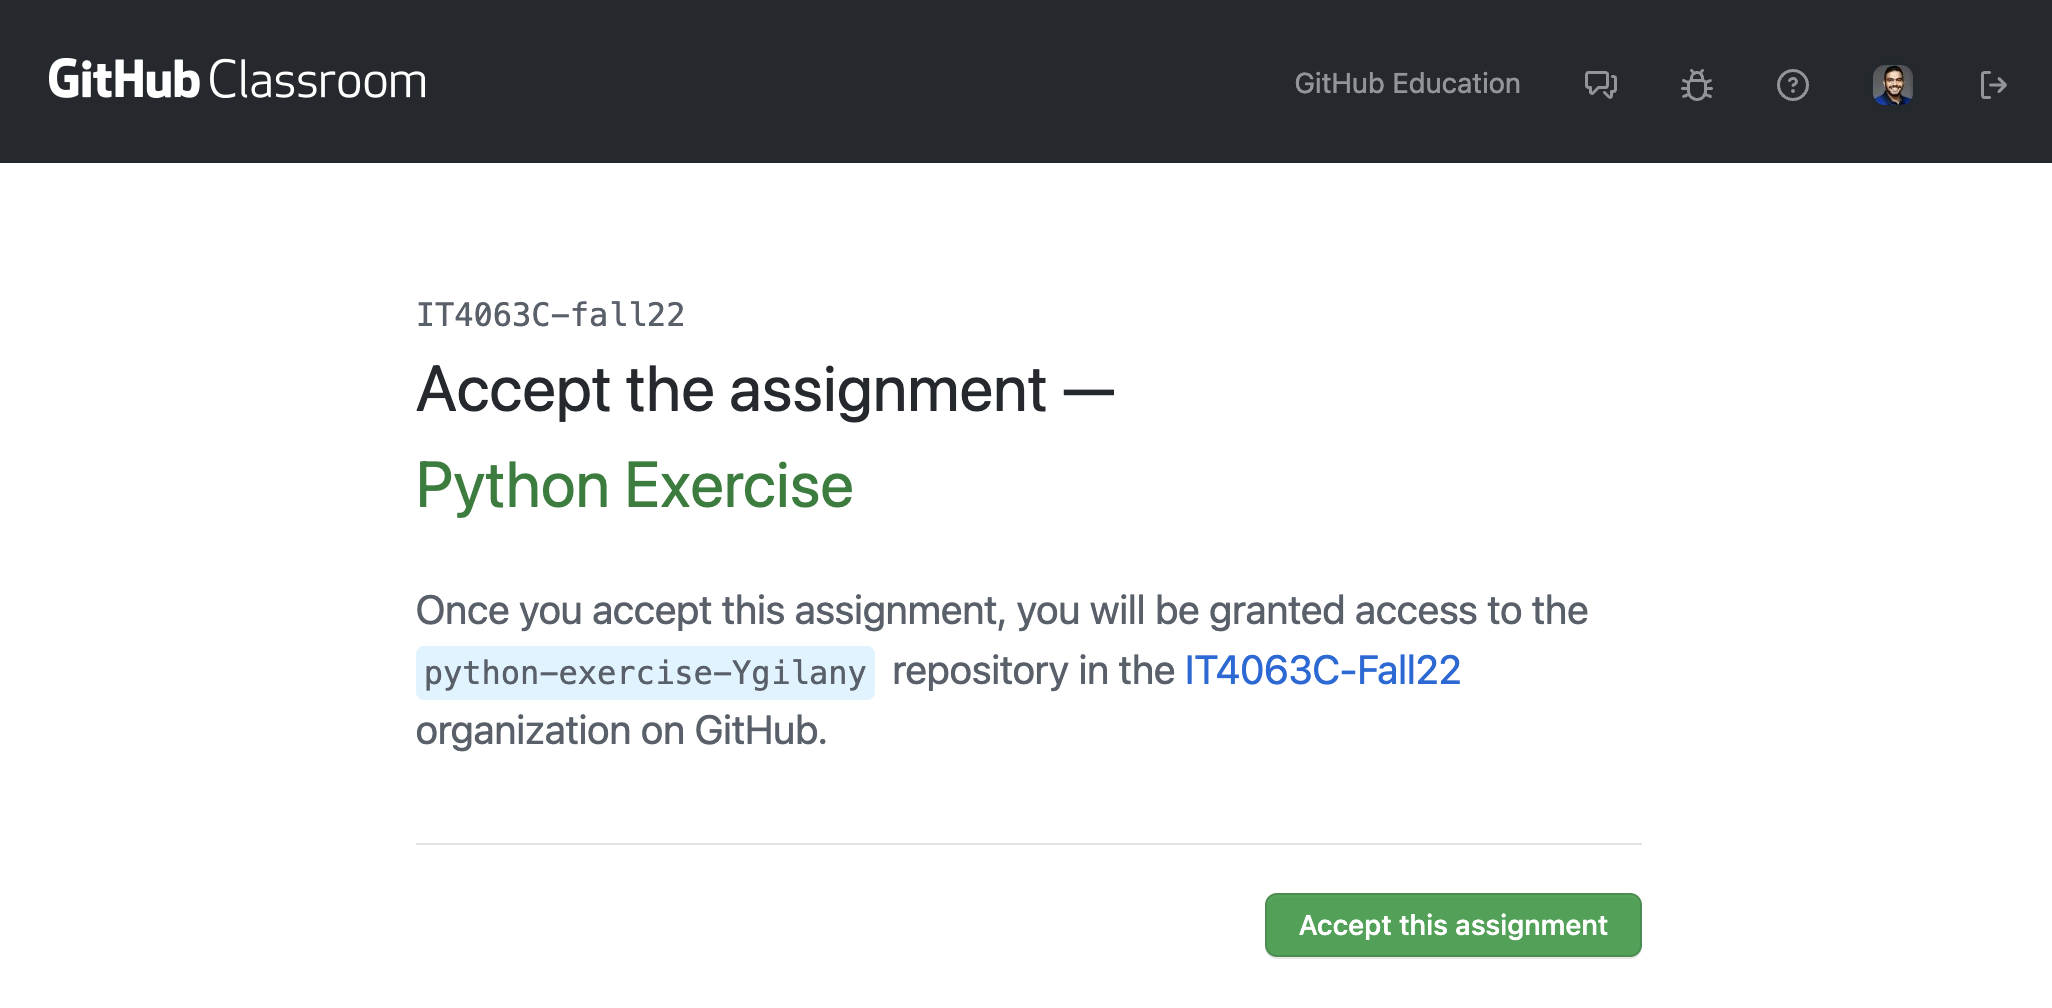 GitHub Classroom
GitHub Education
IT4063C-fall22
Accept the assignment —
Python Exercise
Once you accept this assignment, you will be granted access to the
python-exercise-Ygilany repository in the IT4063C-Fall22
organization on GitHub.
Accept this assignment